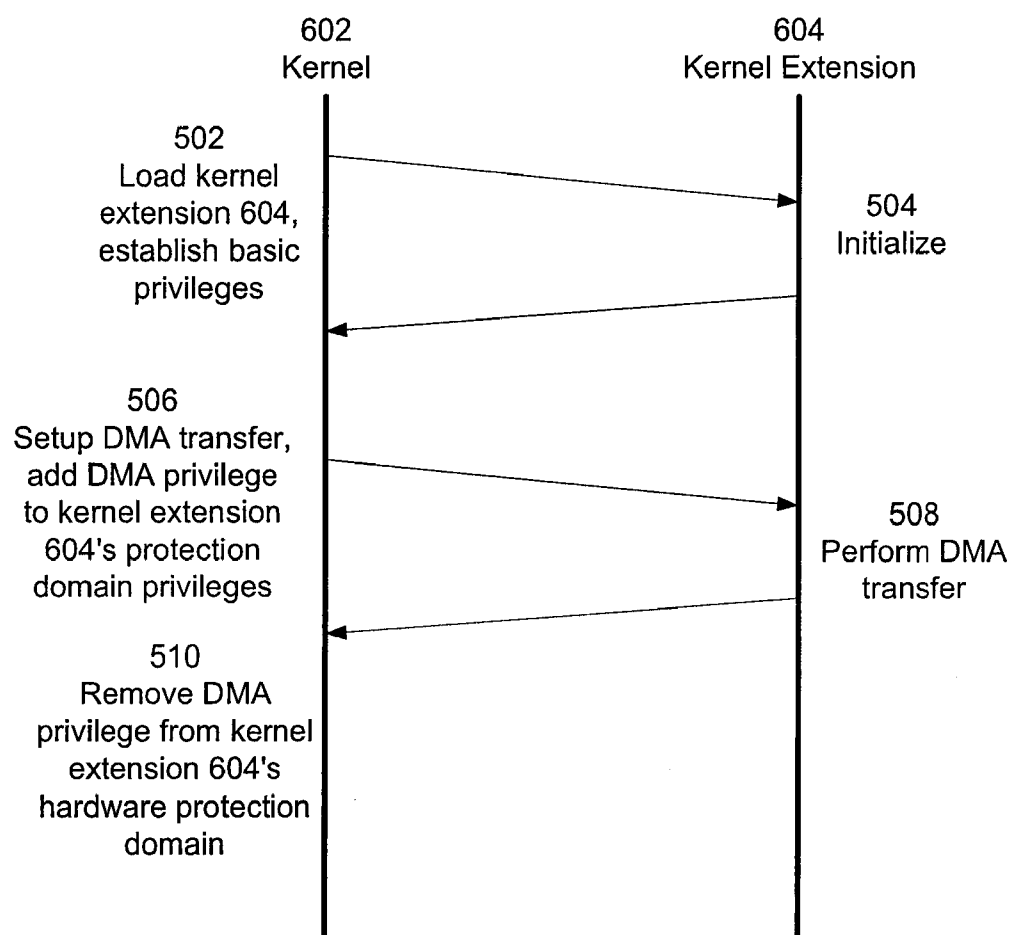 602
Kernel
604
Kernel Extension
502
Load kernel
extension 604,
establish basic
privileges
504
Initialize
506
Setup DMA transfer,
add DMA privilege
to kernel extension
604's protection
domain privileges
508
Perform DMA
transfer
510
Remove DMA
privilege from kernel
extension 604's
hardware protection
domain